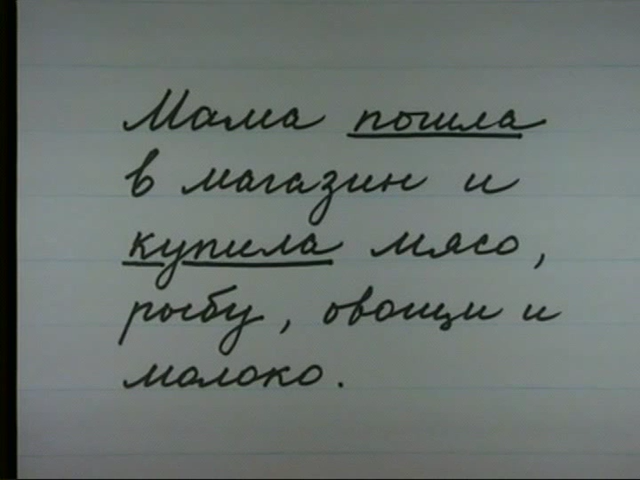 Мама пошла
в магазин и
купила мясо,
рыбу, овощи и
молоко.